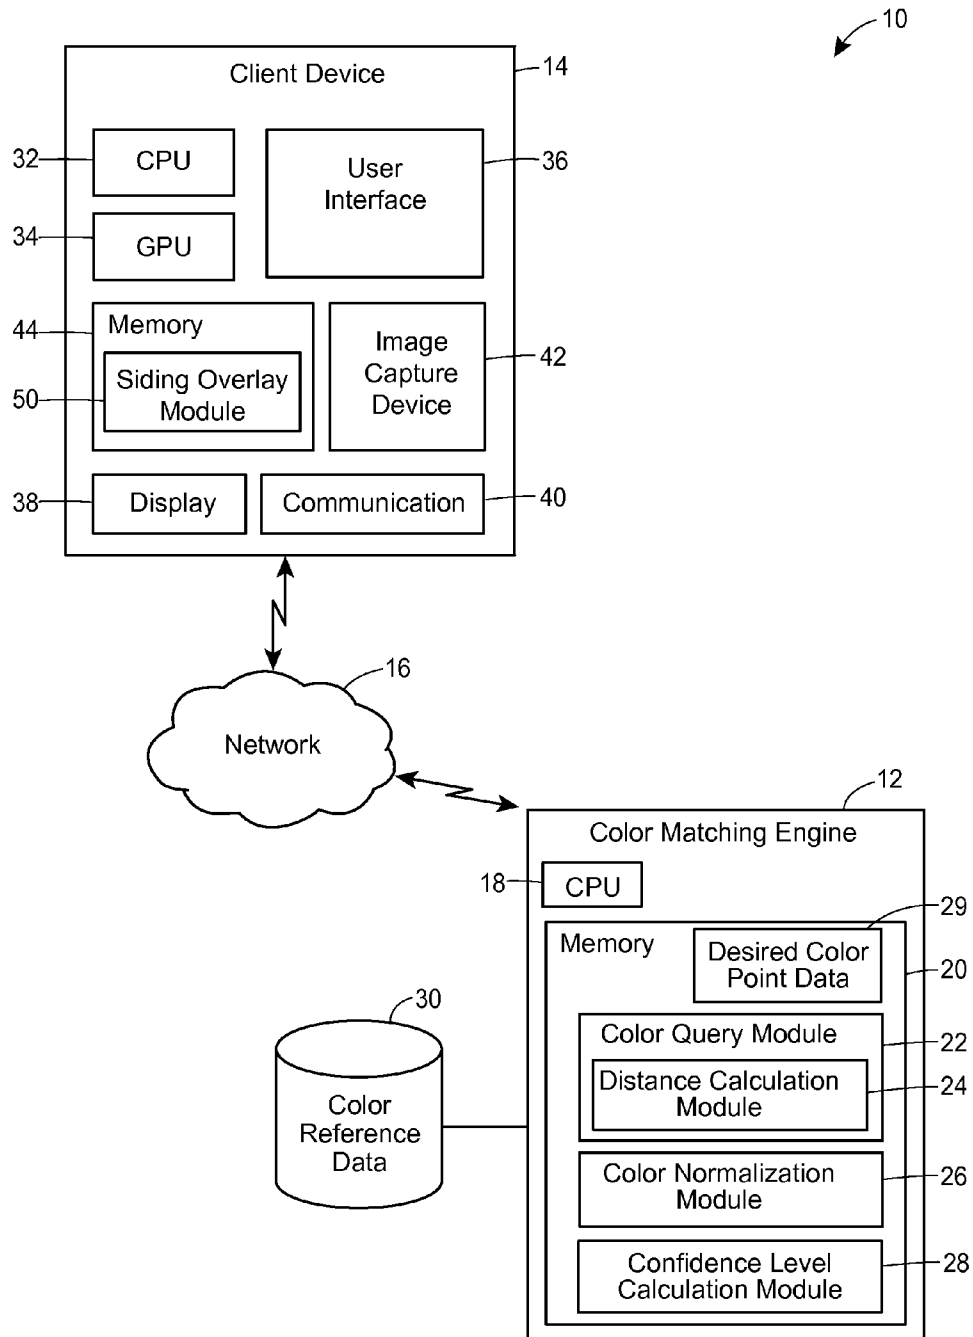 10
Client Device
14
32
CPU
User
Interface
36
34
GPU
44
Memory
Image
Capture
Device
42
50
Siding Overlay
Module
38
Display
Communication
40
16
Network
12
Color Matching Engine
18
CPU
29
Memory
Desired Color
Point Data
20
30
Color Query Module
22
Distance Calculation
Module
24
Color
Reference
Data
Color Normalization
Module
26
Confidence Level
Calculation Module
28